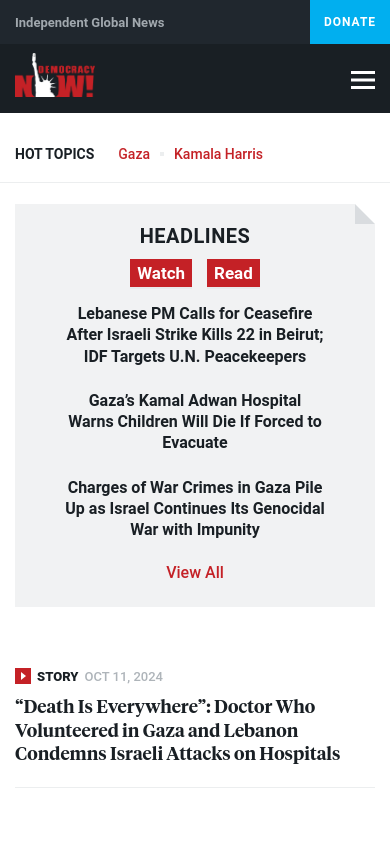 Independent Global News
DONATE
DEMOCRACY
NOW!
HOT TOPICS
Gaza
Kamala Harris
HEADLINES
Watch
Read
Lebanese PM Calls for Ceasefire
After Israeli Strike Kills 22 in Beirut;
IDF Targets U.N. Peacekeepers
Gaza’s Kamal Adwan Hospital
Warns Children Will Die If Forced to
Evacuate
Charges of War Crimes in Gaza Pile
Up as Israel Continues Its Genocidal
War with Impunity
View All
STORY OCT 11, 2024
“Death Is Everywhere”: Doctor Who
Volunteered in Gaza and Lebanon
Condemns Israeli Attacks on Hospitals